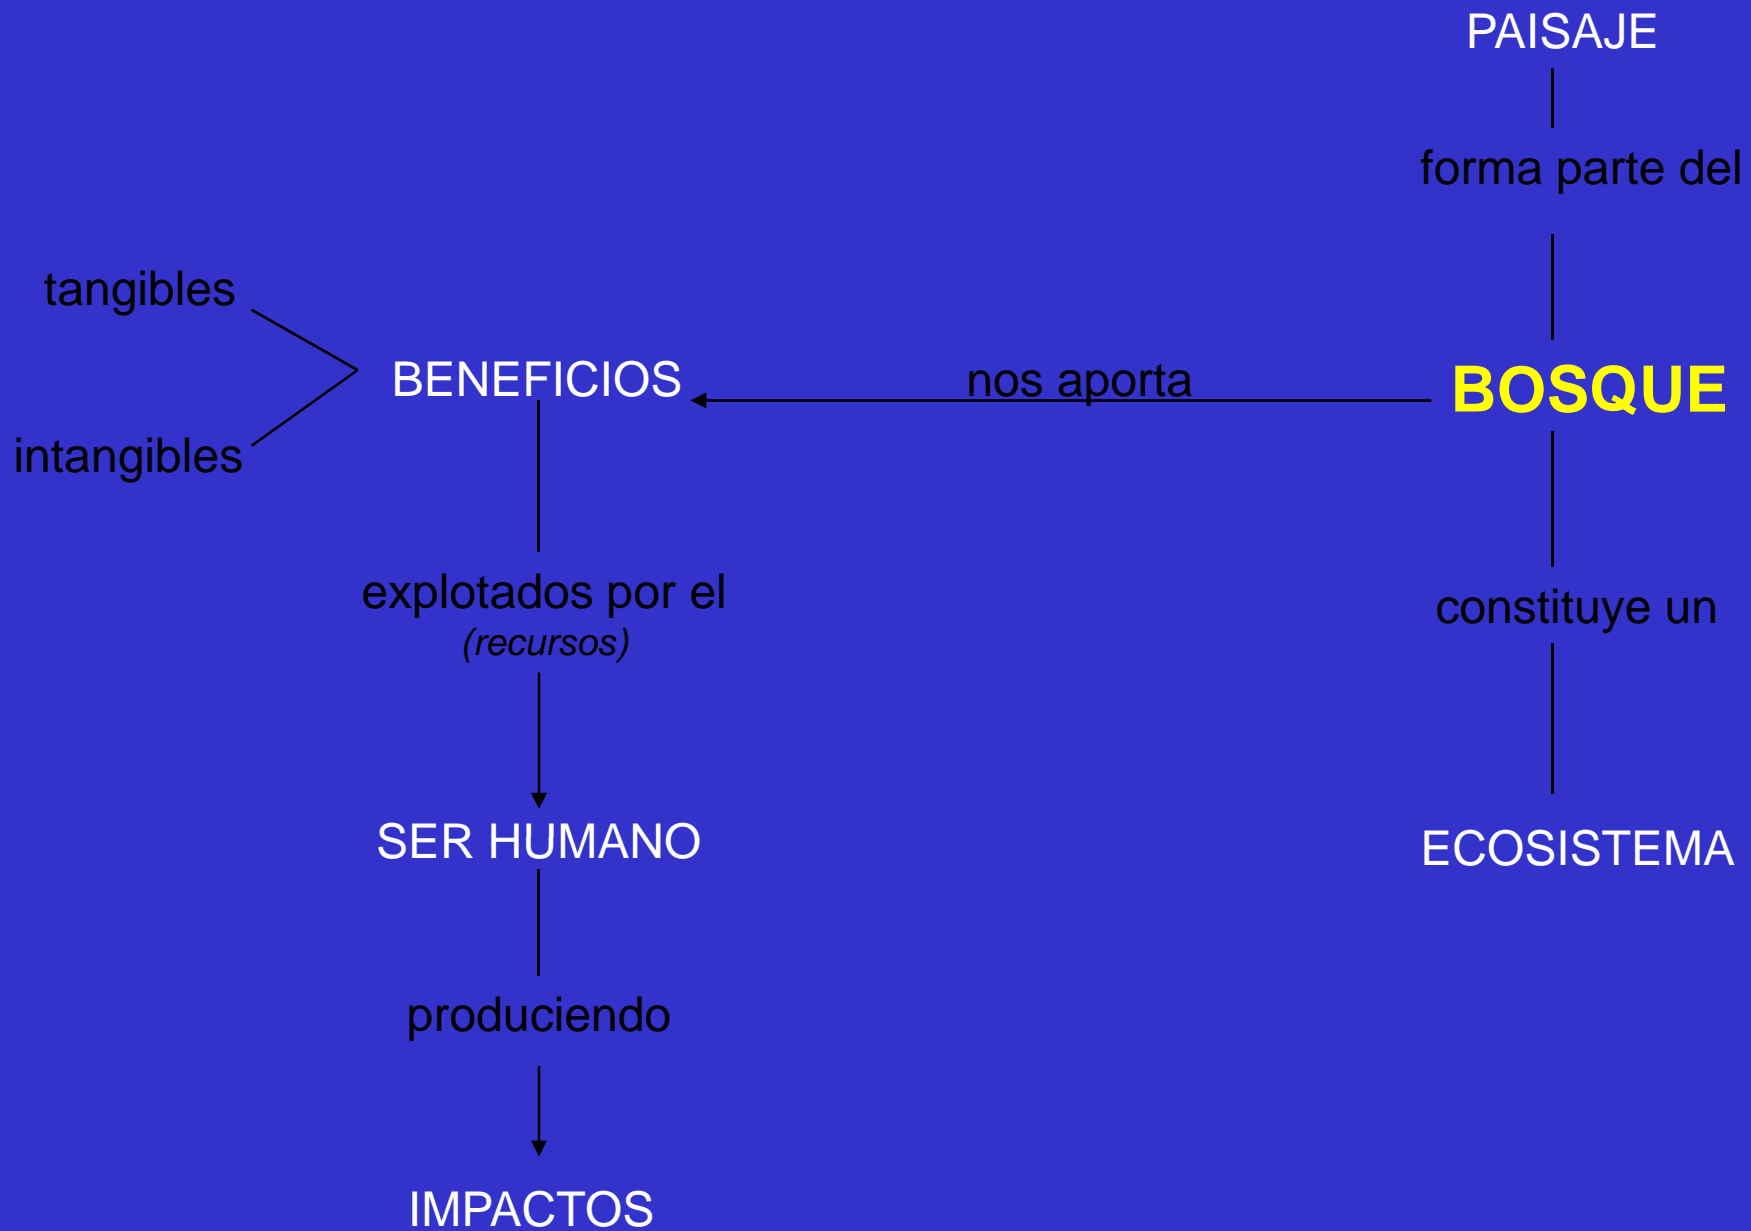 PAISAJE
forma parte del
tangibles
BENEFICIOS
nos aporta
BOSQUE
intangibles
explotados por el
(recursos)
constituye un
SER HUMANO
ECOSISTEMA
produciendo
IMPACTOS